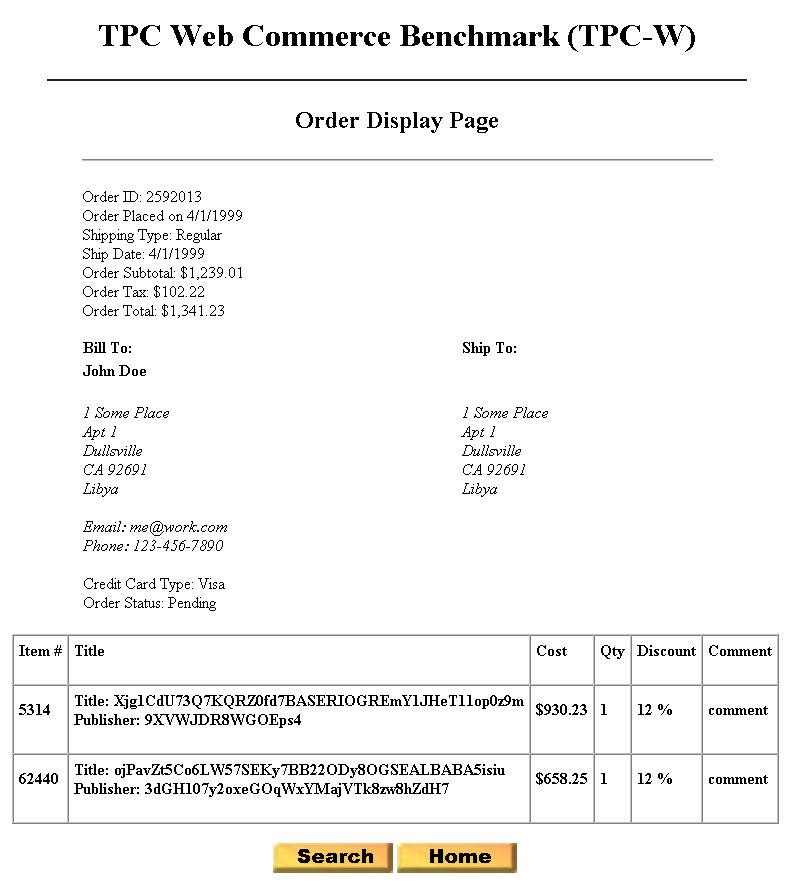 TPC Web Commerce Benchmark (TPC-W)
Order Display Page
Order ID: 2592013
Order Placed on 4/1/1999
Shipping Type: Regular
Ship Date: 4/1/1999
Order Subtotal: $1,239.01
Order Tax: $102.22
Order Total: $1,341.23
Bill To: Ship To:
John Doe
1 Some Place 1 Some Place
Apt 1 Apt 1
Dullsville Dullsville
CA 92691 CA 92691
Libya Libya
Email: me@work.com
Phone: 123-456-7890
Credit Card Type: Visa
Order Status: Pending
Item # Title Cost Qty Discount Comment
Title: Xjg1CdU73Q7KQRZ0fd7BASERIOGREmY1JHeT11op0z9m
5314 $930.23 1 12 % comment
Publisher: 9XVWJDR8WGOEps4
Title: ojPavZt5Co6LW57SEKy7BB22ODy8OGSEALBABA5isiu
62440 $658.25 1 12 % comment
Publisher: 3dGH107y2oxeGOqWxYMajVTk8zw8hZdH7
Search Home